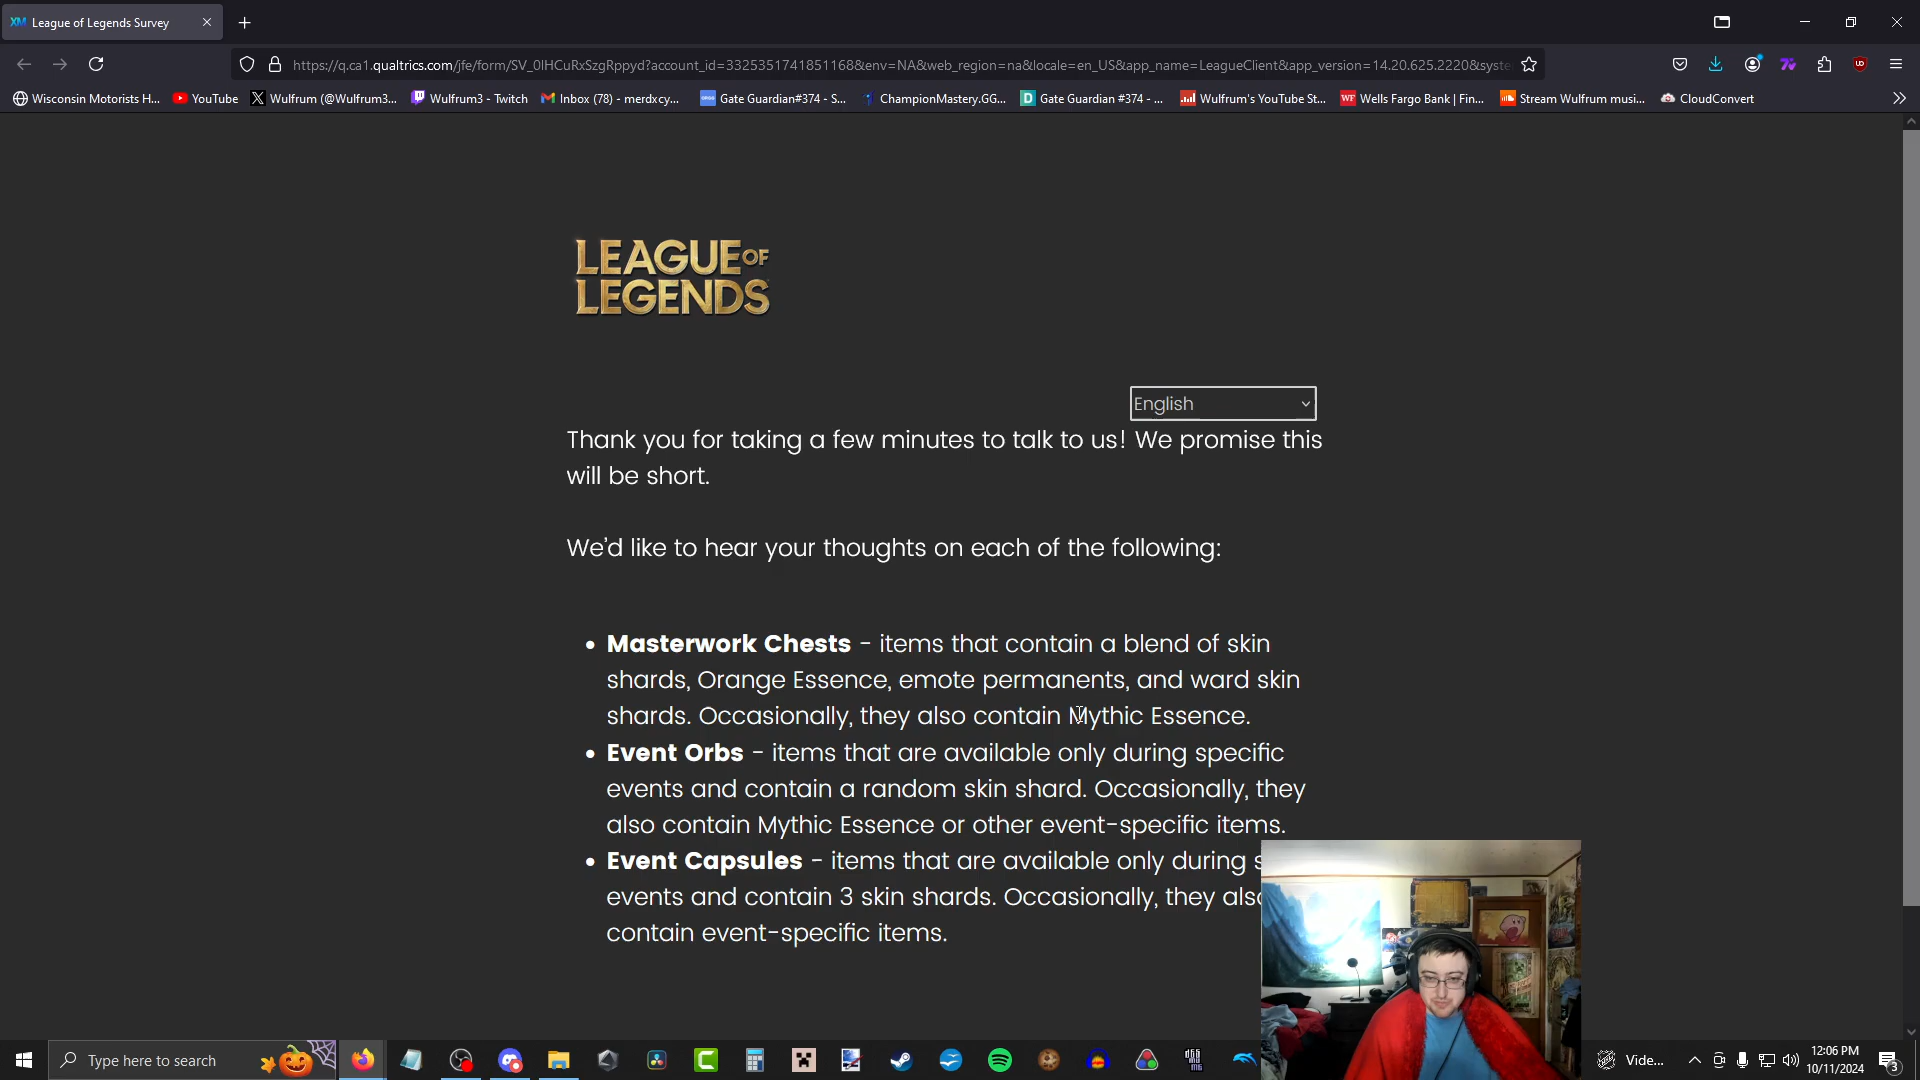 League of Legends Survey
https://q.ca1.qualtrics.com/jfe/form/SV_0lHCuRxSzgRppyd?account_id=3325351741851168&env=NA&web_region=na&locale=en_US&app_name=LeagueClient&app_version=14.20.625.2220&syste
Wisconsin Motorists H... YouTube Wulfrum (@Wulfrum3... Wulfrum3 - Twitch Inbox (78) - merdxcy... Gate Guardian#374 - S... ChampionMastery.GG... Gate Guardian #374 - ... Wulfrum's YouTube St... Wells Fargo Bank | Fin... Stream Wulfrum musi... CloudConvert
LEAGUE OF
LEGENDS
English
Thank you for taking a few minutes to talk to us! We promise this
will be short.
We'd like to hear your thoughts on each of the following:
• Masterwork Chests - items that contain a blend of skin
shards, Orange Essence, emote permanents, and ward skin
shards. Occasionally, they also contain Mythic Essence.
• Event Orbs - items that are available only during specific
events and contain a random skin shard. Occasionally, they
also contain Mythic Essence or other event-specific items.
• Event Capsules - items that are available only during s
events and contain 3 skin shards. Occasionally, they also
contain event-specific items.
Type here to search
Vide...
12:06 PM
10/11/2024
3